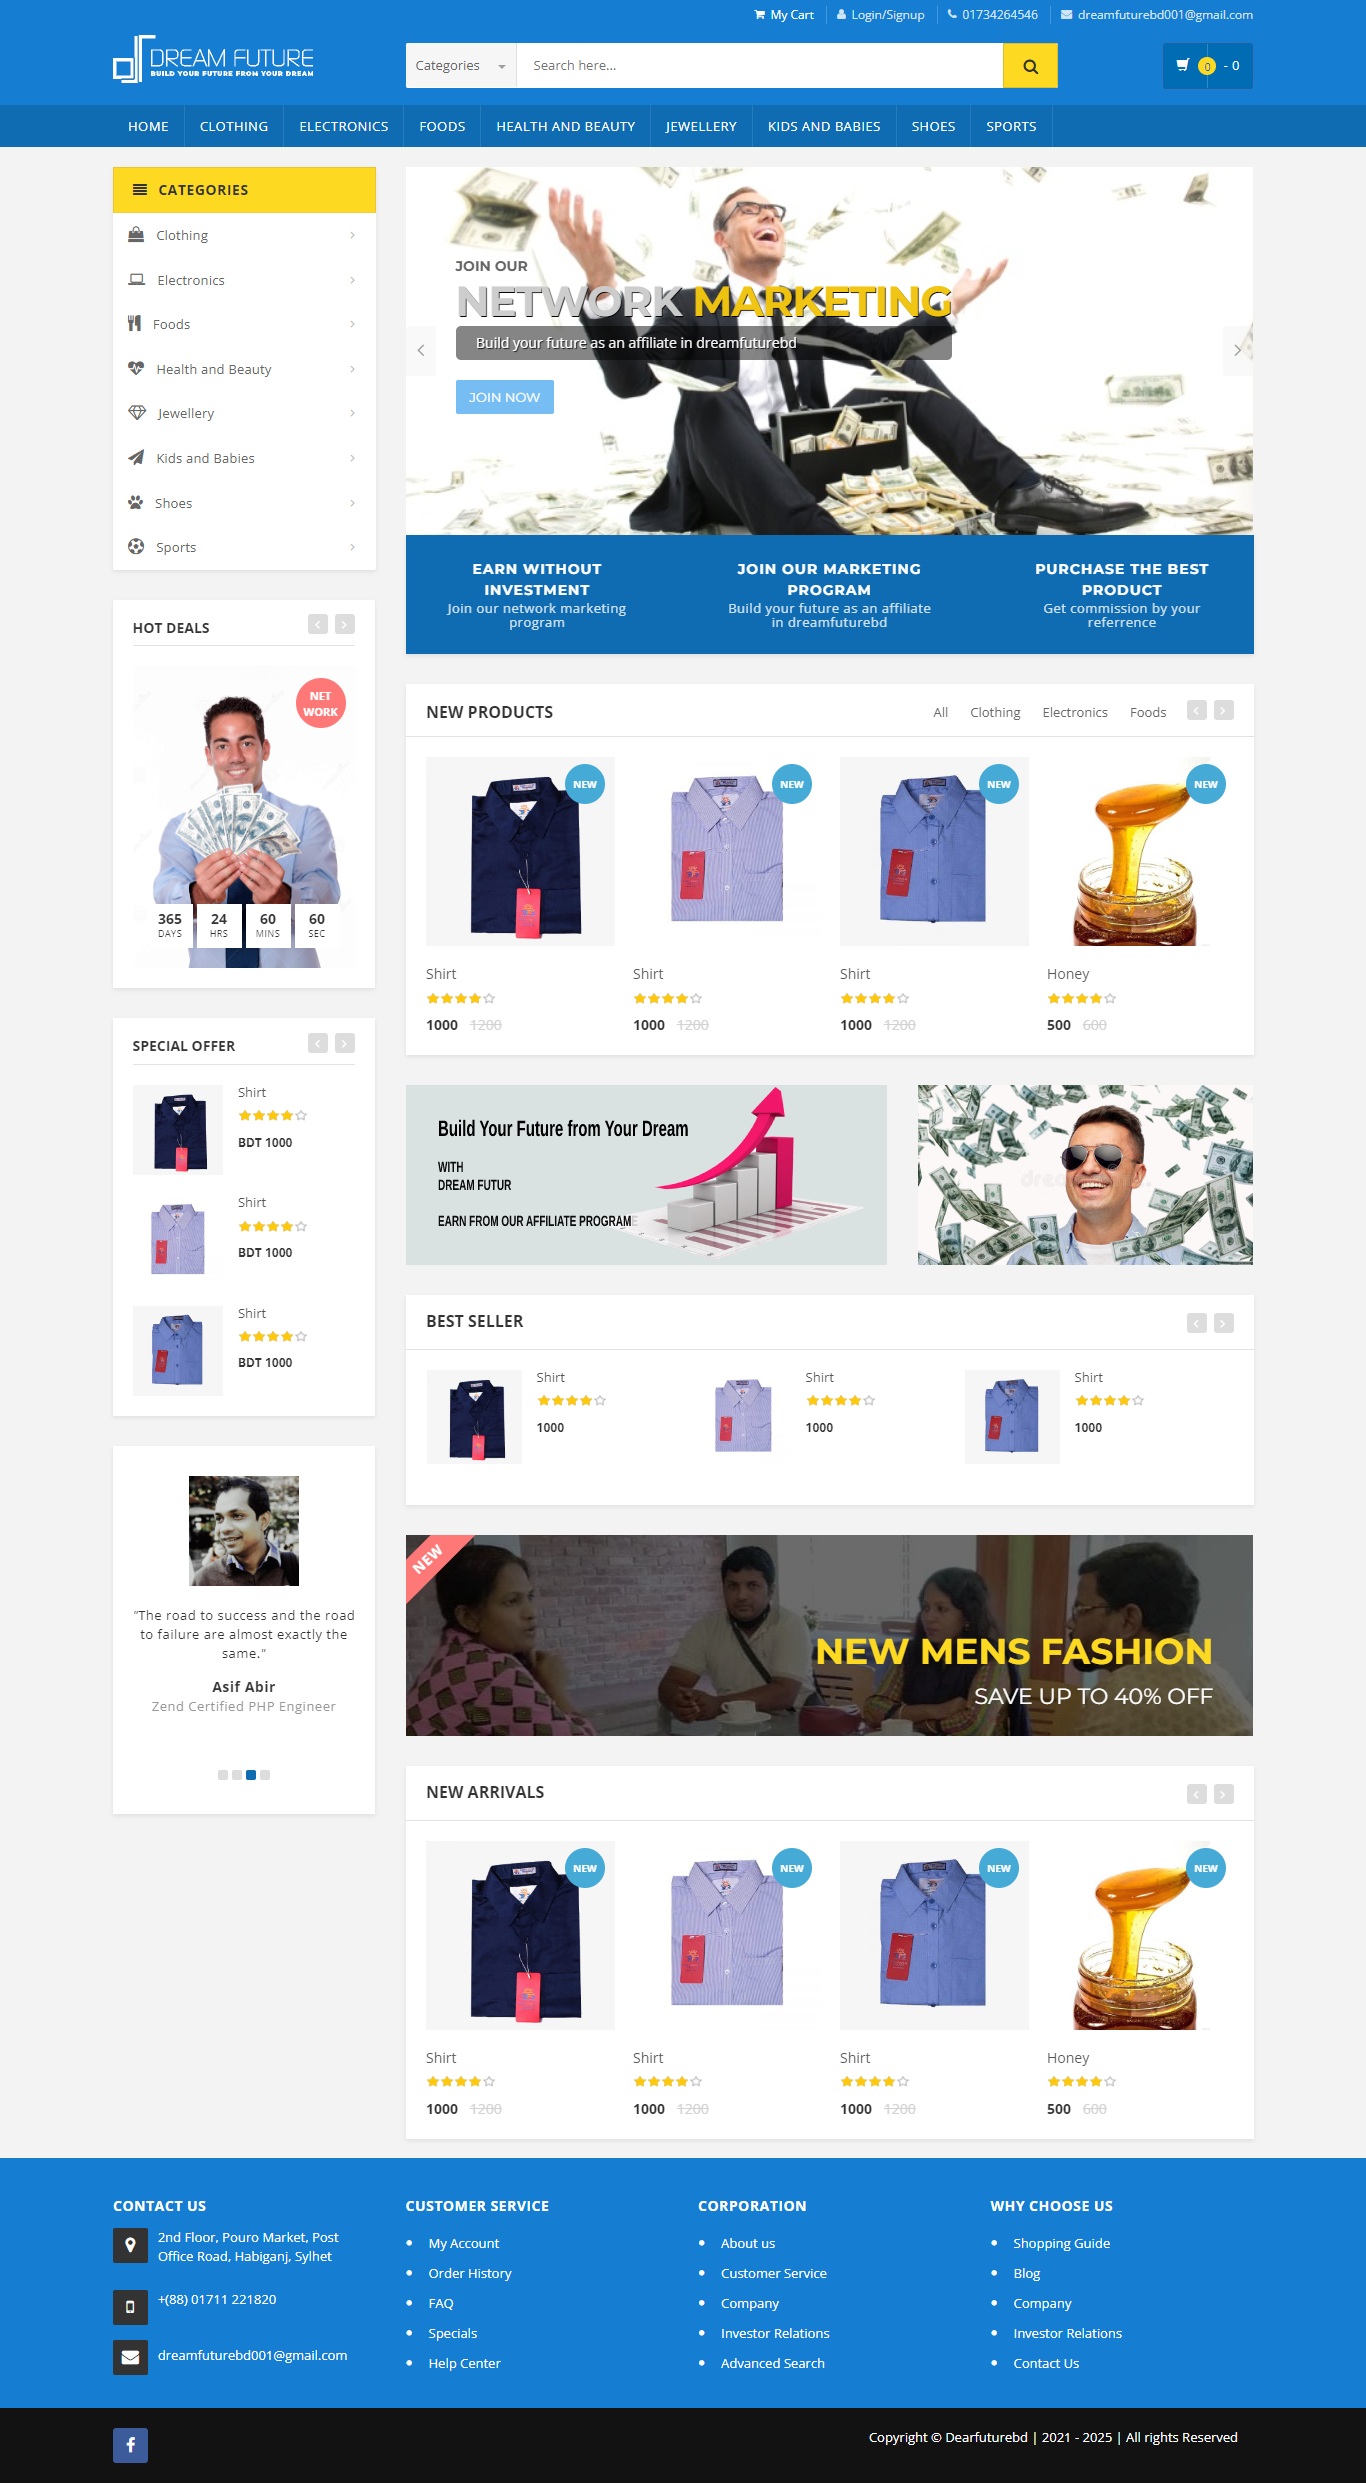 My Cart
Login/Signup
01734264546
dreamfuturebd001@gmail.com
DREAM FUTURE
BUILD YOUR FUTURE FROM YOUR DREAM
Categories
Search here...
0
- 0
HOME
CLOTHING
ELECTRONICS
FOODS
HEALTH AND BEAUTY
JEWELLERY
KIDS AND BABIES
SHOES
SPORTS
CATEGORIES
Clothing
Electronics
Foods
Health and Beauty
Jewellery
Kids and Babies
Shoes
Sports
JOIN OUR
NETWORK MARKETING
Build your future as an affiliate in dreamfuturebd
JOIN NOW
EARN WITHOUT
INVESTMENT
Join our network marketing
program
JOIN OUR MARKETING
PROGRAM
Build your future as an affiliate
in dreamfuturebd
PURCHASE THE BEST
PRODUCT
Get commission by your
referrence
HOT DEALS
NET
WORK
365
DAYS
24
HRS
60
MINS
60
SEC
SPECIAL OFFER
Shirt
BDT 1000
Shirt
BDT 1000
Shirt
BDT 1000
"The road to success and the road
to failure are almost exactly the
same."
Asif Abir
Zend Certified PHP Engineer
NEW PRODUCTS
All
Clothing
Electronics
Foods
NEW
Shirt
1000 1200
NEW
Shirt
1000 1200
NEW
Shirt
1000 1200
NEW
Honey
500 600
Build Your Future from Your Dream
WITH
DREAM FUTUR
EARN FROM OUR AFFILIATE PROGRAME
BEST SELLER
Shirt
1000
Shirt
1000
Shirt
1000
NEW
NEW MENS FASHION
SAVE UP TO 40% OFF
NEW ARRIVALS
NEW
Shirt
1000 1200
NEW
Shirt
1000 1200
NEW
Shirt
1000 1200
NEW
Honey
500 600
CONTACT US
2nd Floor, Pouro Market, Post
Office Road, Habiganj, Sylhet
+(88) 01711 221820
dreamfuturebd001@gmail.com
CUSTOMER SERVICE
My Account
Order History
FAQ
Specials
Help Center
CORPORATION
About us
Customer Service
Company
Investor Relations
Advanced Search
WHY CHOOSE US
Shopping Guide
Blog
Company
Investor Relations
Contact Us
Copyright © Dearfuturebd | 2021 - 2025 | All rights Reserved